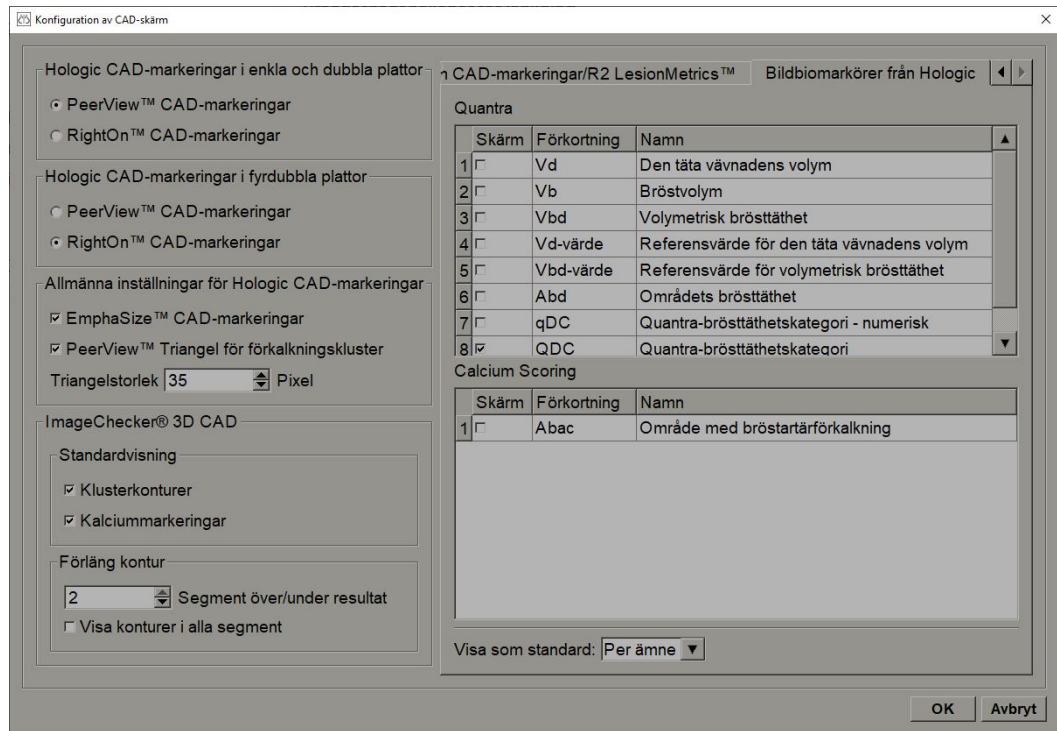 Konfiguration av CAD-skärm
Hologic CAD-markeringar i enkla och dubbla plattor
PeerView™ CAD-markeringar
RightOn™ CAD-markeringar
Hologic CAD-markeringar i fyrdubbla plattor
PeerView™ CAD-markeringar
RightOn™ CAD-markeringar
Allmänna inställningar för Hologic CAD-markeringar
EmphaSize™ CAD-markeringar
PeerView™ Triangel för förkalkningskluster
Triangelstorlek 35 Pixel
ImageChecker® 3D CAD
Standardvisning
Klusterkonturer
Kalciummarkeringar
Förläng kontur
2 Segment över/under resultat
Visa konturer i alla segment
CAD-markeringar/R2 LesionMetrics™ Bildbiomarkörer från Hologic
Quantra
Skärm Förkortning Namn
1 Vd Den täta vävnadens volym
2 Vb Bröstvolym
3 Vbd Volymetrisk brösttäthet
4 Vd-värde Referensvärde för den täta vävnadens volym
5 Vbd-värde Referensvärde för volymetrisk brösttäthet
6 Abd Områdets brösttäthet
7 qDC Quantra-brösttäthetskategori - numerisk
8 QDC Quantra-brösttäthetskategori
Calcium Scoring
Skärm Förkortning Namn
1 Abac Område med bröstartärförkalkning
Visa som standard: Per ämne
OK Avbryt